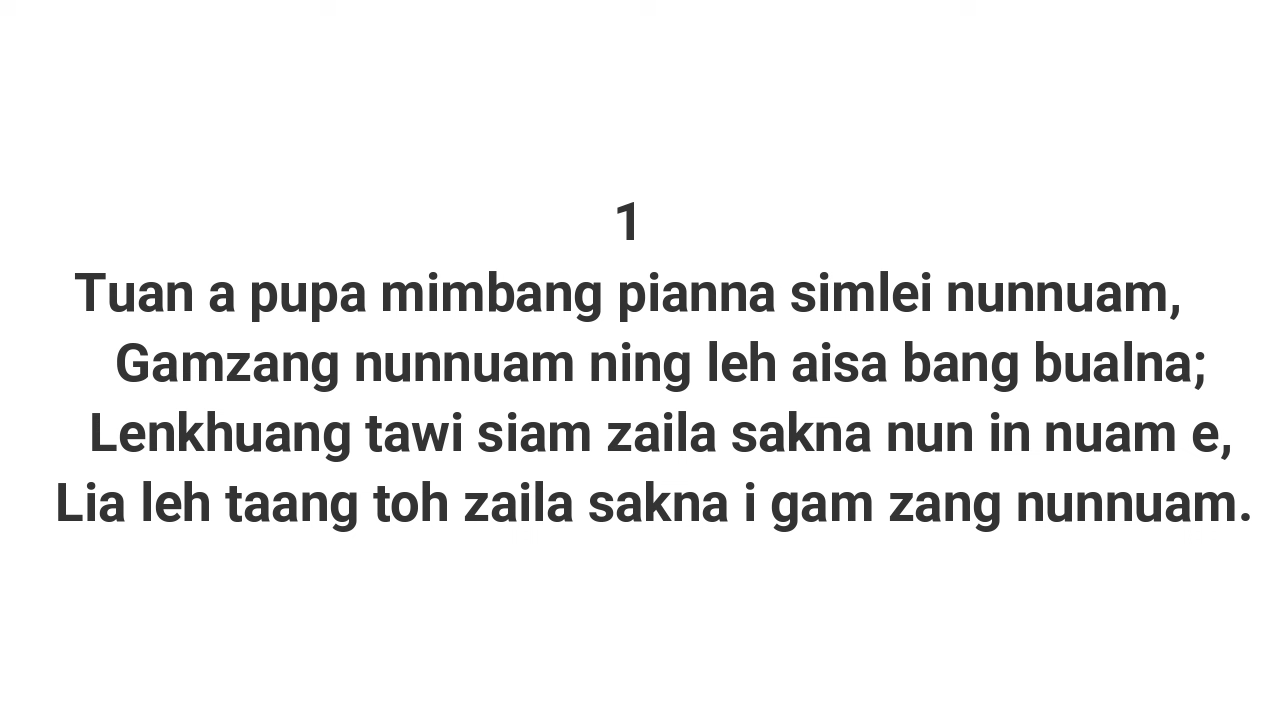 1
Tuan a pupa mimbang pianna simlei nunnuam,
Gamzang nunnuam ning leh aisa bang bualna;
Lenkhuang tawi siam zaila sakna nun in nuam e,
Lia leh taang toh zaila sakna i gam zang nunnuam.